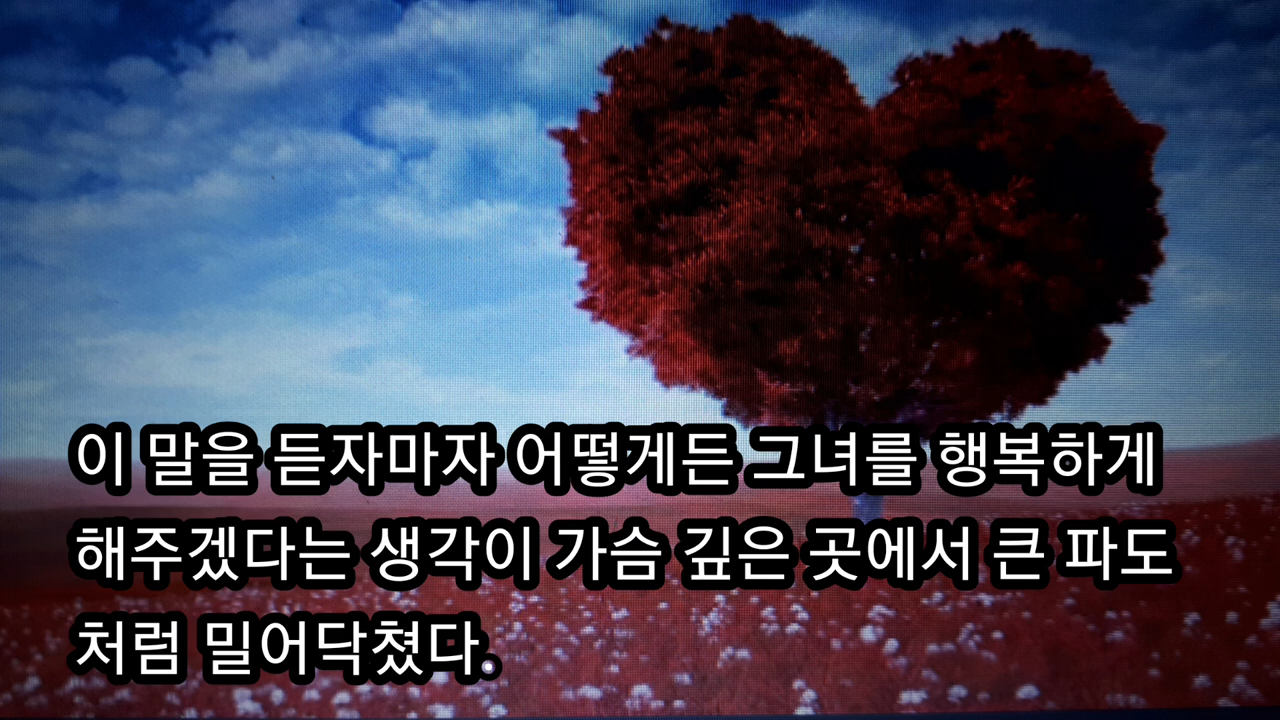 이 말을 듣자마자 어떻게든 그녀를 행복하게
해주겠다는 생각이 가슴 깊은 곳에서 큰 파도
처럼 밀어닥쳤다.